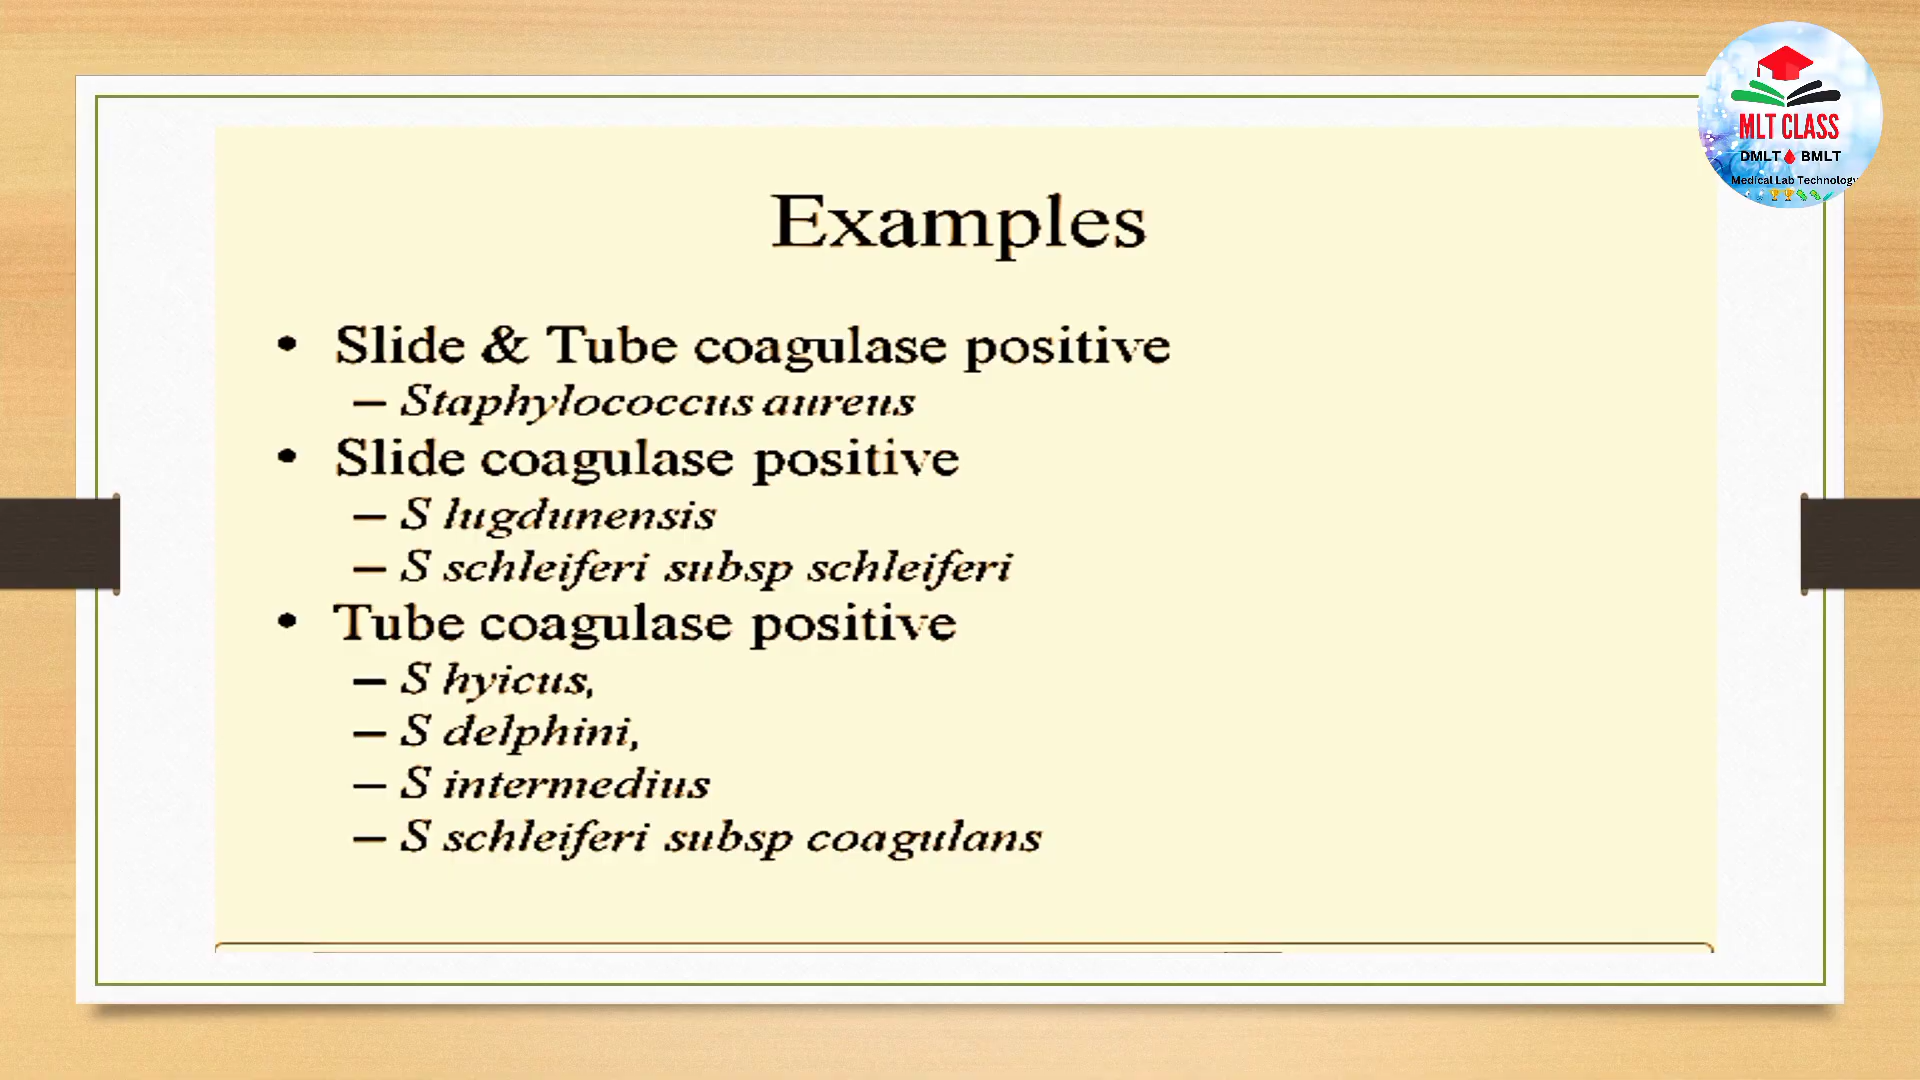 MLT CLASS
DMLT BMLT
Medical Lab Technology
Examples
• Slide & Tube coagulase positive
– Staphylococcus aureus
• Slide coagulase positive
– S lugdunensis
– S schleiferi subsp schleiferi
• Tube coagulase positive
– S hyicus,
– S delphini,
– S intermedius
– S schleiferi subsp coagulans